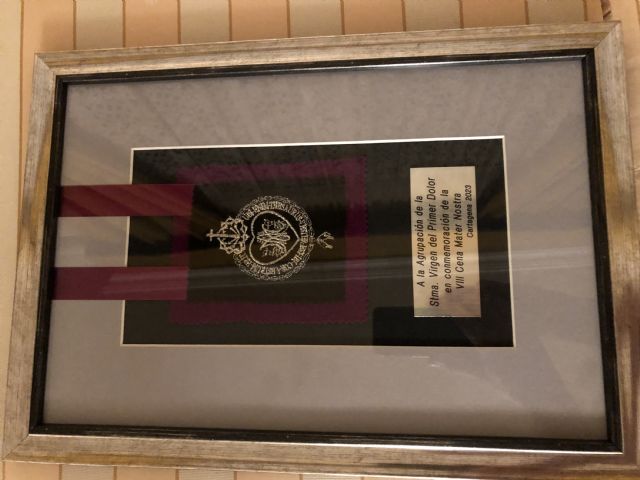 A la Agrupación de la
Stma. Virgen del Primer Dolor
en conmemoración de la
VIII Cena Mater Nostra
Cartagena 2023